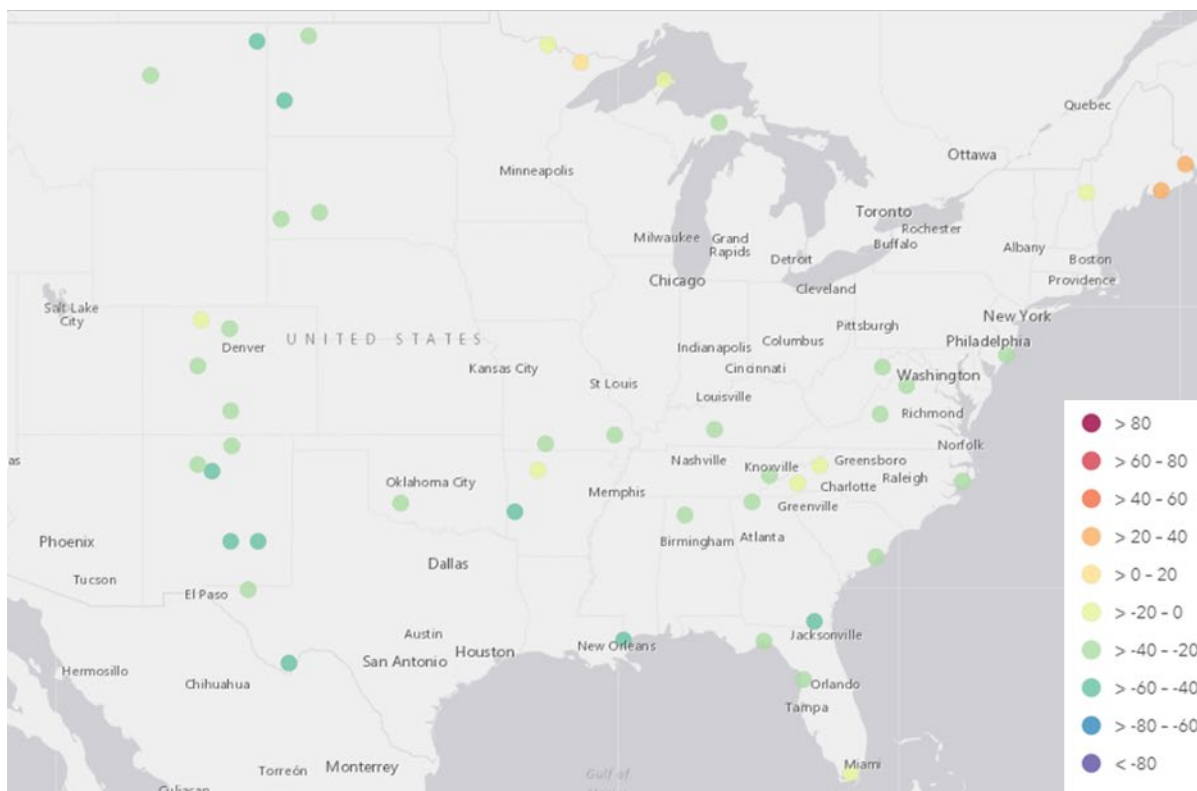 Quebec
Ottawa
Minneapolis
Toronto
Rochester
Milwaukee
Grand
Rapids
Buffalo
Albany
Detroit
Boston
Chicago
Cleveland
Providence
Salt Lake
City
New York
Pittsburgh
UNITED STATES
Denver
Indianapolis
Columbus
Philadelphia
Kansas City
Cincinnati
Washington
St Louis
Louisville
Richmond
Norfolk
as
Nashville
Knoxville
Greensboro
Oklahoma City
Memphis
Charlotte
Raleigh
Greenville
Phoenix
Birmingham
Atlanta
Dallas
Tucson
El Paso
Austin
Jacksonville
New Orleans
Houston
San Antonio
Hermosillo
Chihuahua
Orlando
Tampa
Torreón
Monterrey
Miami
Gulf of
> 80
> 60 - 80
> 40 - 60
> 20 - 40
> 0 - 20
> -20 - 0
> -40 - -20
> -60 - -40
> -80 - -60
< -80